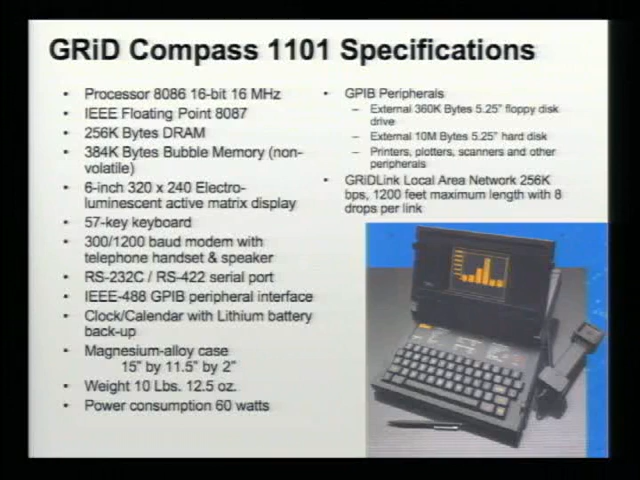 GRiD Compass 1101 Specifications
• Processor 8086 16-bit 16 MHz
• IEEE Floating Point 8087
• 256K Bytes DRAM
• 384K Bytes Bubble Memory (non-
volatile)
• 6-inch 320 x 240 Electro-
luminescent active matrix display
• 57-key keyboard
• 300/1200 baud modem with
telephone handset & speaker
• RS-232C / RS-422 serial port
• IEEE-488 GPIB peripheral interface
• Clock/Calendar with Lithium battery
back-up
• Magnesium-alloy case
15" by 11.5" by 2"
• Weight 10 Lbs. 12.5 oz.
• Power consumption 60 watts
• GPIB Peripherals
– External 360K Bytes 5.25" floppy disk
drive
– External 10M Bytes 5.25" hard disk
– Printers, plotters, scanners and other
peripherals
• GRiDLink Local Area Network 256K
bps, 1200 feet maximum length with 8
drops per link